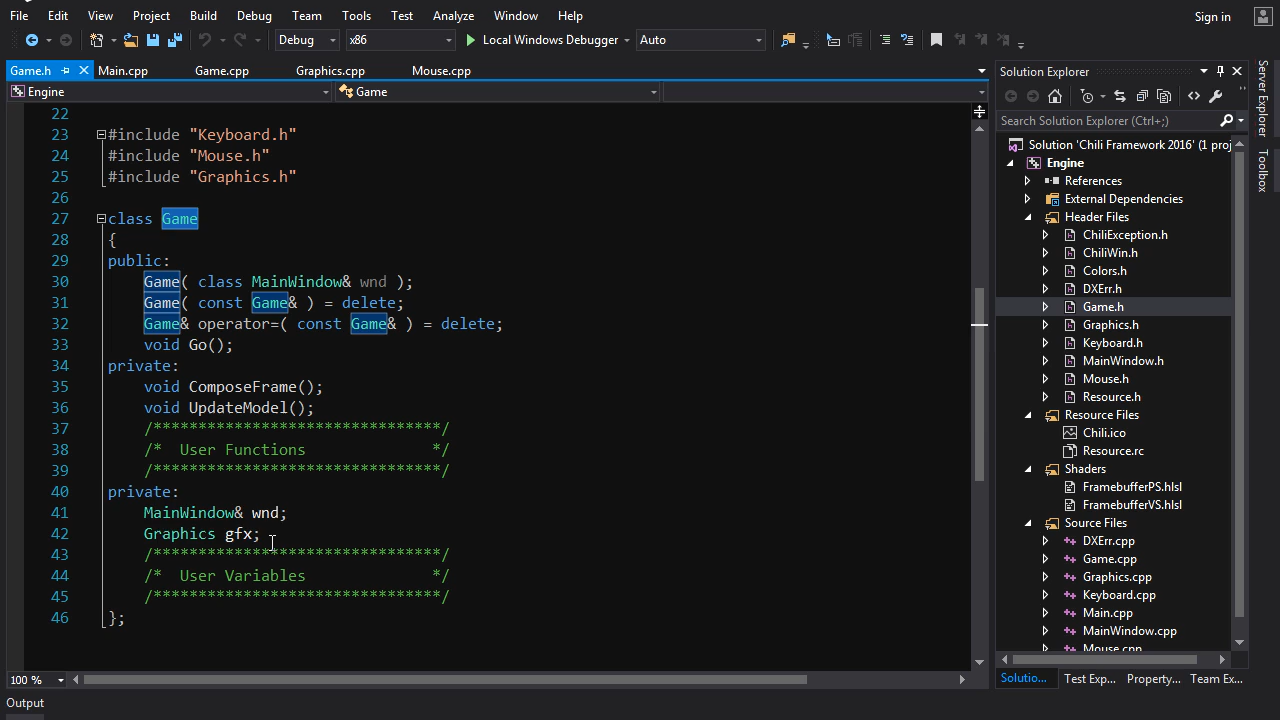 File Edit View Project Build Debug Team Tools Test Analyze Window Help Sign in
Debug x86 Local Windows Debugger Auto
Game.h Main.cpp Game.cpp Graphics.cpp Mouse.cpp
Engine Game
22
23 #include "Keyboard.h"
24 #include "Mouse.h"
25 #include "Graphics.h"
26
27 class Game
28 {
29 public:
30 Game( class MainWindow& wnd );
31 Game( const Game& ) = delete;
32 Game& operator=( const Game& ) = delete;
33 void Go();
34 private:
35 void ComposeFrame();
36 void UpdateModel();
37 /********************************/
38 /* User Functions */
39 /********************************/
40 private:
41 MainWindow& wnd;
42 Graphics gfx;
43 /********************************/
44 /* User Variables */
45 /********************************/
46 };
100 %
Output
Solution Explorer
Search Solution Explorer (Ctrl+;)
Solution 'Chili Framework 2016' (1 proj
Engine
References
External Dependencies
Header Files
ChiliException.h
ChiliWin.h
Colors.h
DXErr.h
Game.h
Graphics.h
Keyboard.h
MainWindow.h
Mouse.h
Resource.h
Resource Files
Chili.ico
Resource.rc
Shaders
FramebufferPS.hlsl
FramebufferVS.hlsl
Source Files
DXErr.cpp
Game.cpp
Graphics.cpp
Keyboard.cpp
Main.cpp
MainWindow.cpp
Mouse.cpp
Solutio... Test Exp... Property... Team Ex...
Server Explorer
Toolbox